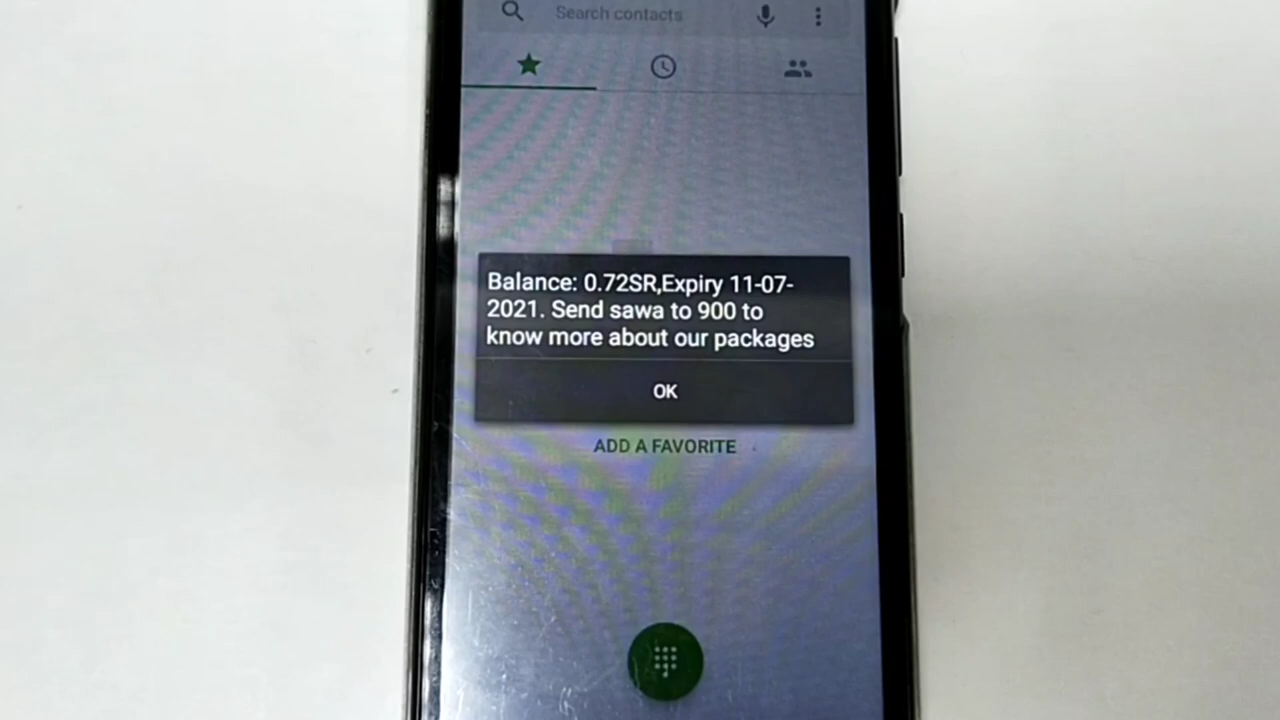 Search contacts
Balance: 0.72SR,Expiry 11-07-
2021. Send sawa to 900 to
know more about our packages
OK
ADD A FAVORITE